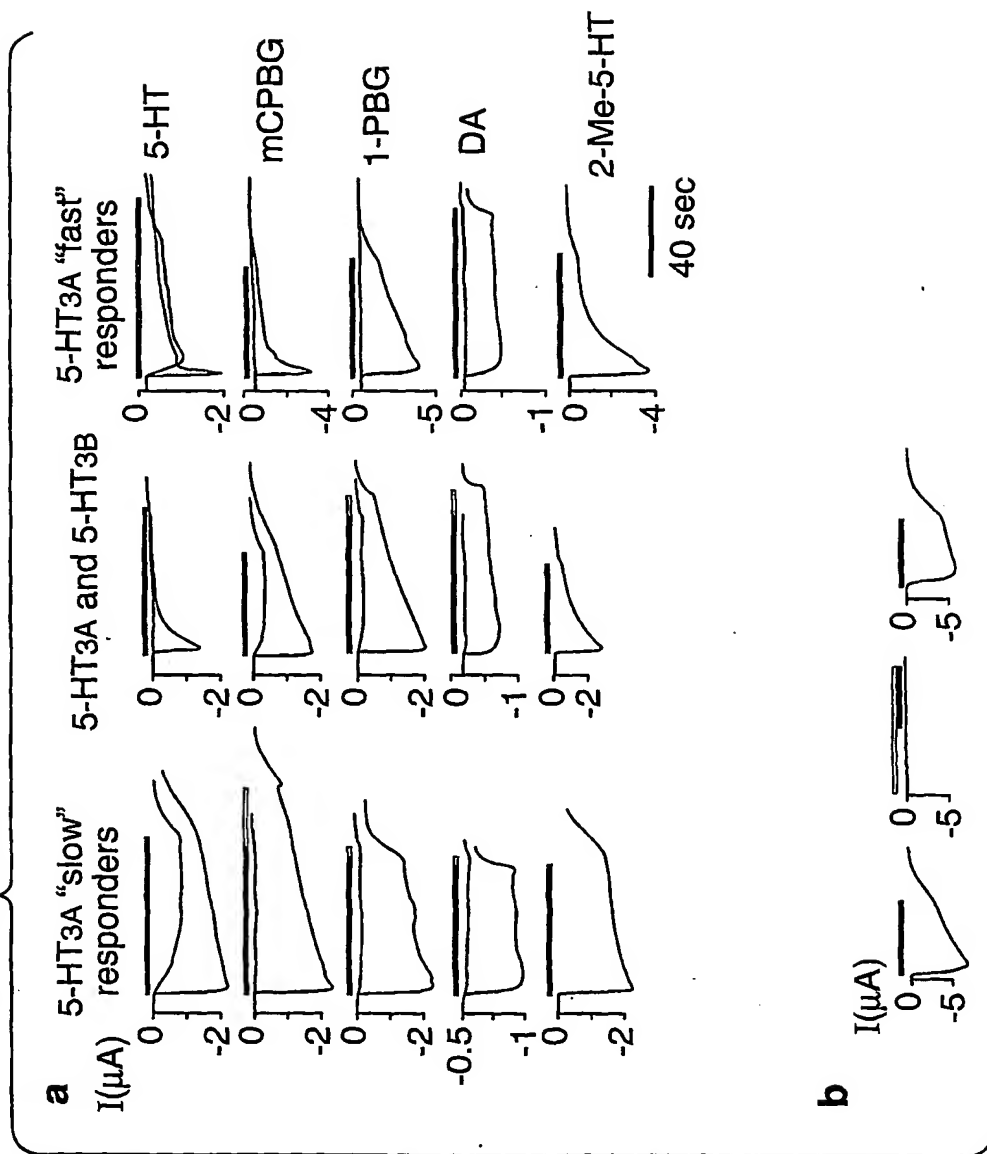 a
5-HT3A "slow"
responders
5-HT3A and 5-HT3B
5-HT3A "fast"
responders
I(μA)
0
-2
0
-2
0
-2
5-HT
0
-2
0
-2
0
-4
mCPBG
0
-2
0
-2
0
-5
1-PBG
-0.5
-1
0
-1
0
-1
DA
0
-2
0
-2
0
-4
2-Me-5-HT
40 sec
b
I(μA)
0
-5
0
-5
0
-5